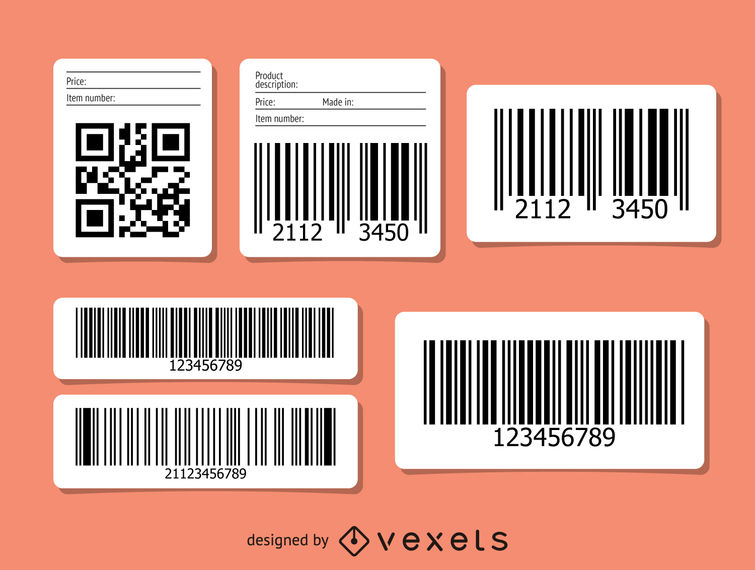 Price:
Item number:
Product
description:
Price: Made in:
Item number:
2112 3450
2112 3450
123456789
21123456789
123456789
designed by vexels